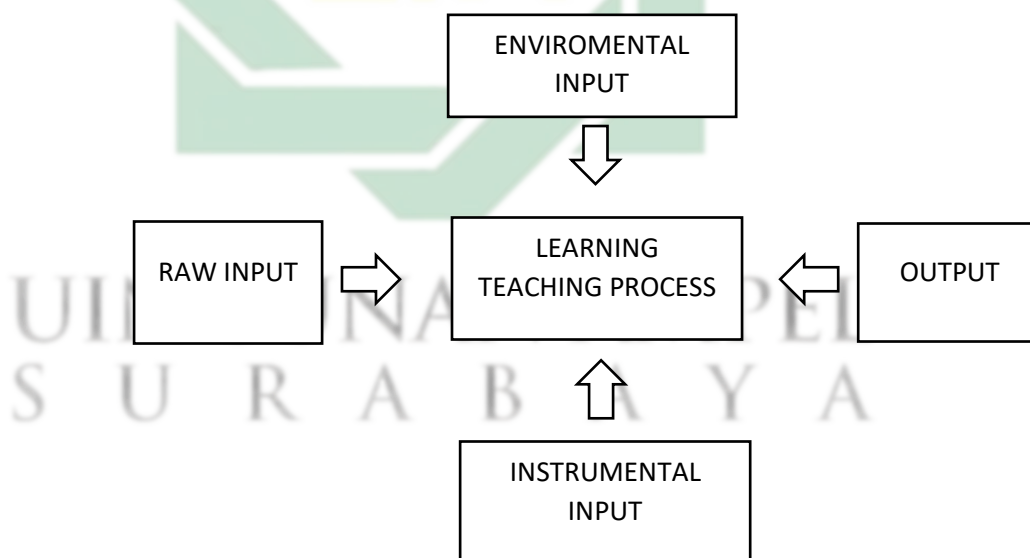 ENVIROMENTAL
INPUT
RAW INPUT
LEARNING
TEACHING PROCESS
OUTPUT
S U R A B A Y A
INSTRUMENTAL
INPUT